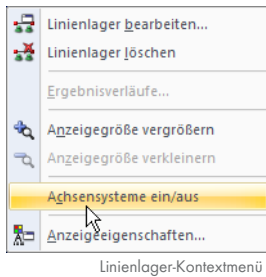 Linienlager bearbeiten...
Linienlager löschen
Ergebnisverläufe...
Anzeigegröße vergrößern
Anzeigegröße verkleinern
Achsensysteme ein/aus
Anzeigeeigenschaften...
Linienlager-Kontextmenü